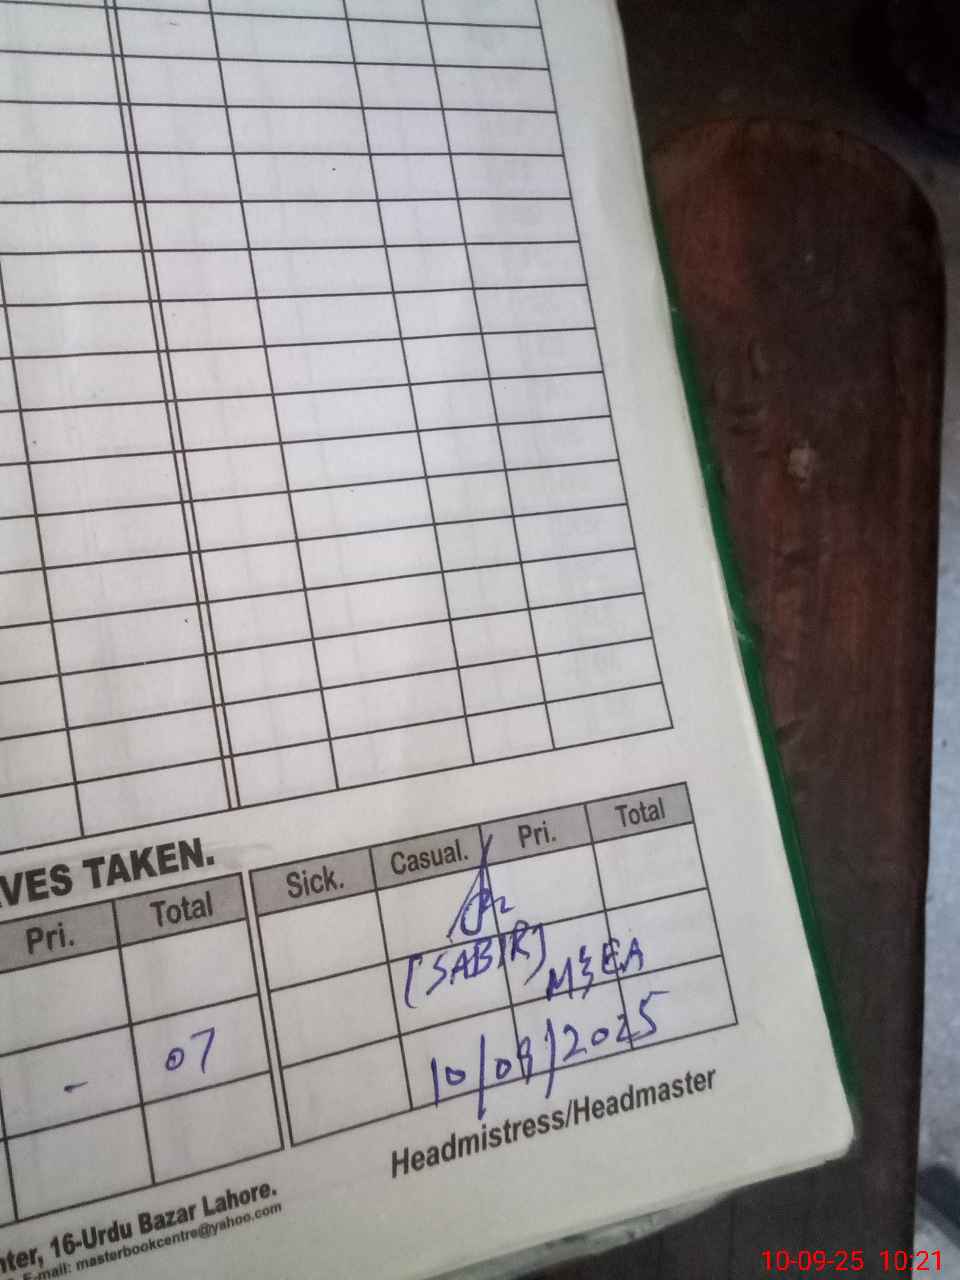 VES TAKEN.
Pri. Total Sick. Casual. Pri. Total
[SABIR]
M&EA
- 07
10/09/2025
Headmistress/Headmaster
nter, 16-Urdu Bazar Lahore.
E-mail: masterbookcentre@yahoo.com
10-09-25 10:21